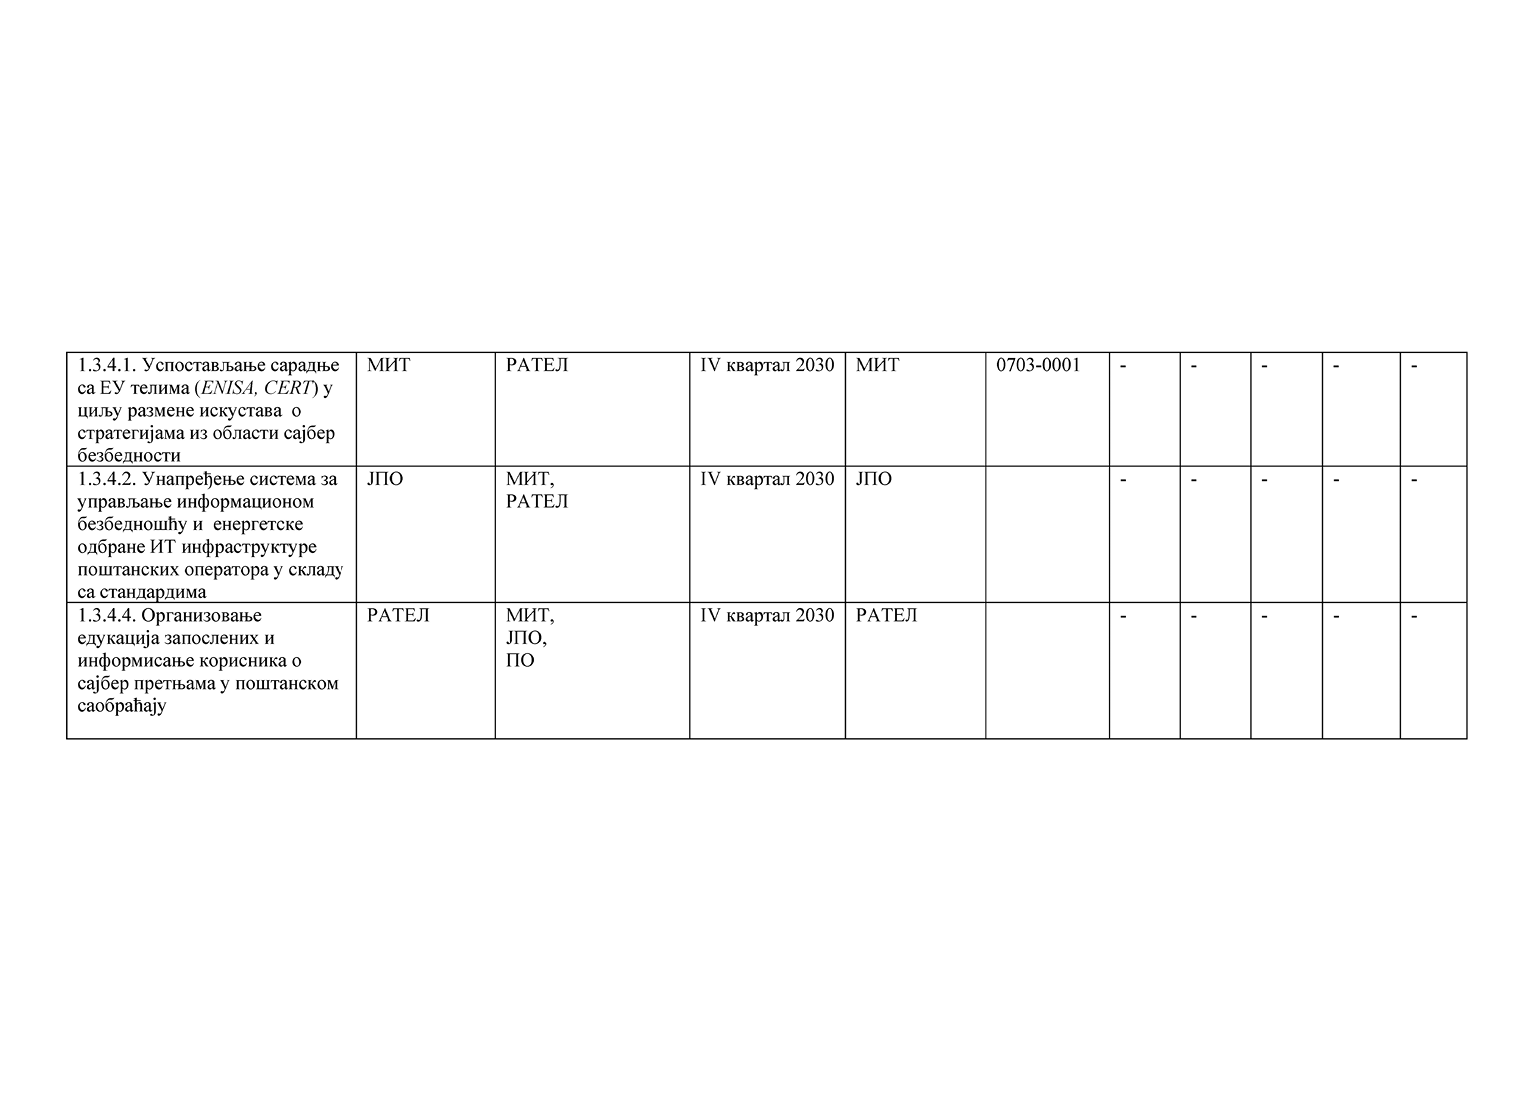 1.3.4.1. Успостављање сарадње
са ЕУ телима (ENISA, CERT) у
циљу размене искустава  о
стратегијама из области сајбер
безбедности
МИТ
РАТЕЛ
IV квартал 2030
МИТ
0703-0001
-
-
-
-
-
1.3.4.2. Унапређење система за
управљање информационом
безбедношћу и  енергетске
одбране ИТ инфраструктуре
поштанских оператора у складу
са стандардима
ЈПО
МИТ,
РАТЕЛ
IV квартал 2030
ЈПО
-
-
-
-
-
1.3.4.4. Организовање
едукација запослених и
информисање корисника о
сајбер претњама у поштанском
саобраћају
РАТЕЛ
МИТ,
ЈПО,
ПО
IV квартал 2030
РАТЕЛ
-
-
-
-
-